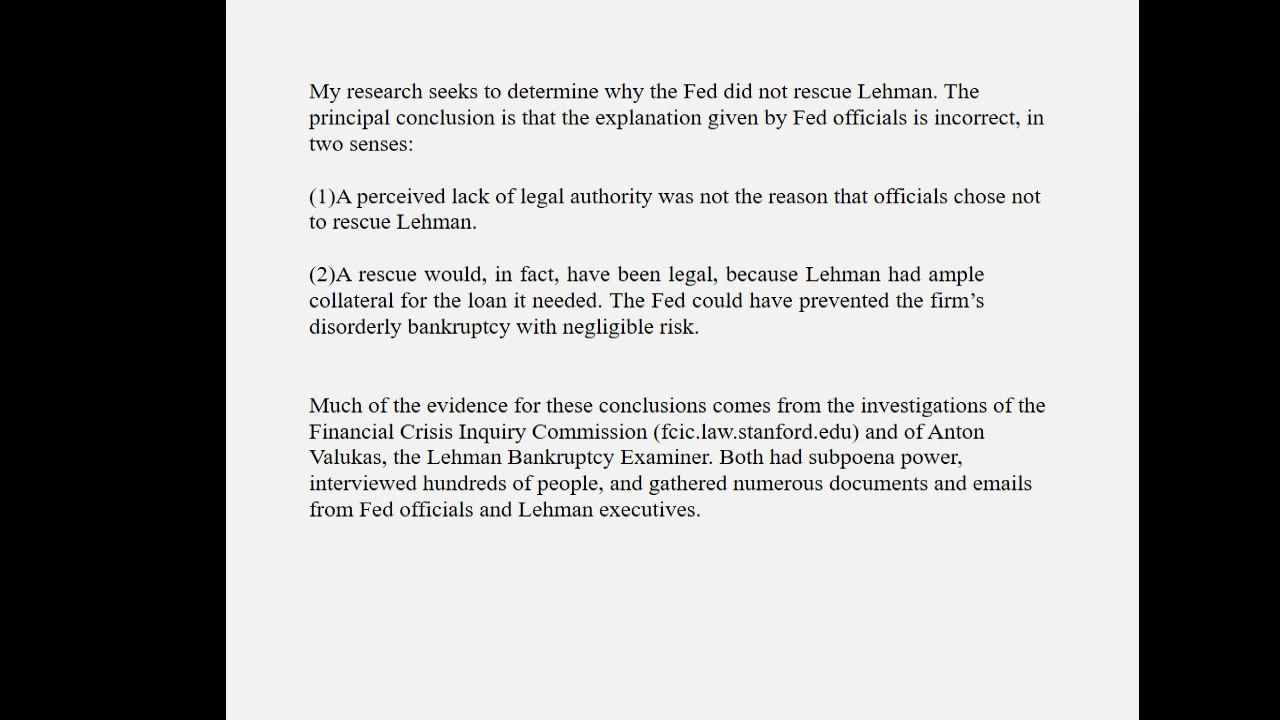 My research seeks to determine why the Fed did not rescue Lehman. The
principal conclusion is that the explanation given by Fed officials is incorrect, in
two senses:
(1)A perceived lack of legal authority was not the reason that officials chose not
to rescue Lehman.
(2)A rescue would, in fact, have been legal, because Lehman had ample
collateral for the loan it needed. The Fed could have prevented the firm’s
disorderly bankruptcy with negligible risk.
Much of the evidence for these conclusions comes from the investigations of the
Financial Crisis Inquiry Commission (fcic.law.stanford.edu) and of Anton
Valukas, the Lehman Bankruptcy Examiner. Both had subpoena power,
interviewed hundreds of people, and gathered numerous documents and emails
from Fed officials and Lehman executives.